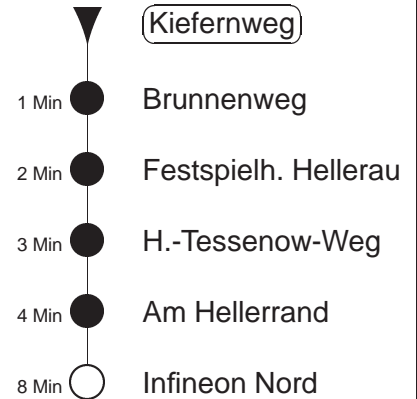 Kiefernweg
1 Min Brunnenweg
2 Min Festspielh. Hellerau
3 Min H.-Tessenow-Weg
4 Min Am Hellerrand
8 Min Infineon Nord